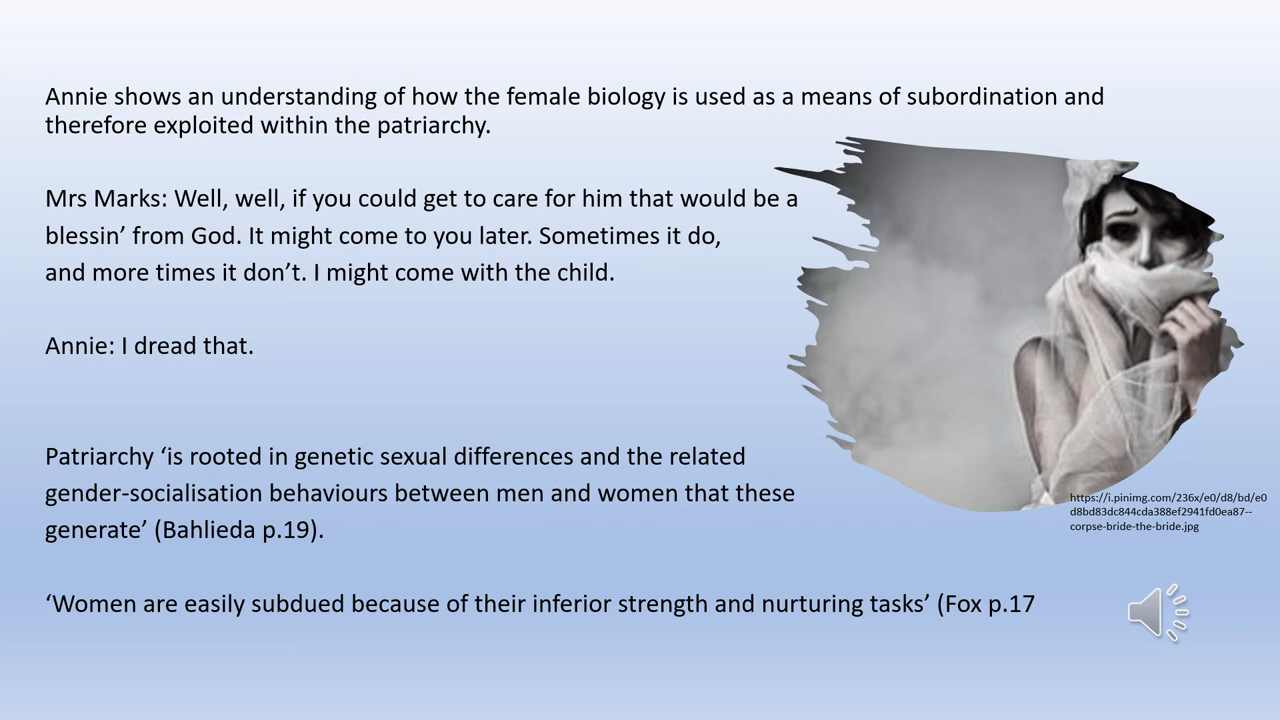 Annie shows an understanding of how the female biology is used as a means of subordination and
therefore exploited within the patriarchy.
Mrs Marks: Well, well, if you could get to care for him that would be a
blessin’ from God. It might come to you later. Sometimes it do,
and more times it don’t. I might come with the child.
Annie: I dread that.
Patriarchy ‘is rooted in genetic sexual differences and the related
gender-socialisation behaviours between men and women that these
generate’ (Bahlieda p.19).
https://i.pinimg.com/236x/e0/d8/bd/e0
d8bd83dc844cda388ef2941fd0ea87--
corpse-bride-the-bride.jpg
‘Women are easily subdued because of their inferior strength and nurturing tasks’ (Fox p.17